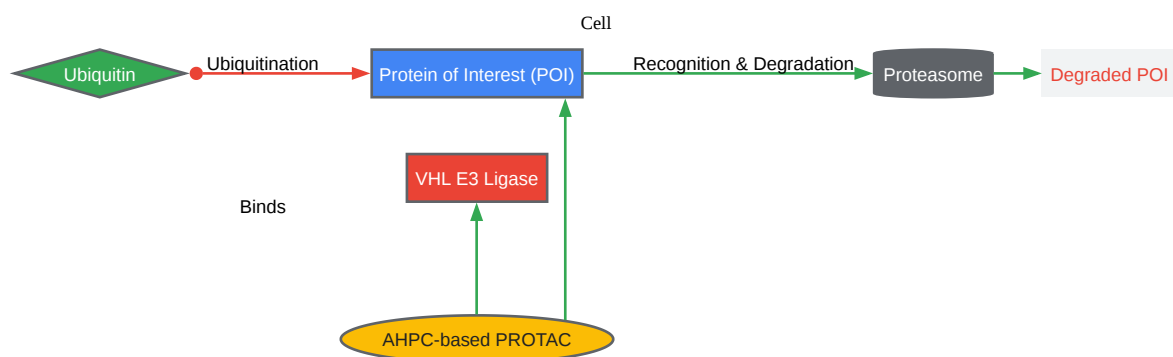 Cell
Ubiquitin
Ubiquitination
Protein of Interest (POI)
Recognition & Degradation
Proteasome
Degraded POI
VHL E3 Ligase
Binds
AHPC-based PROTAC